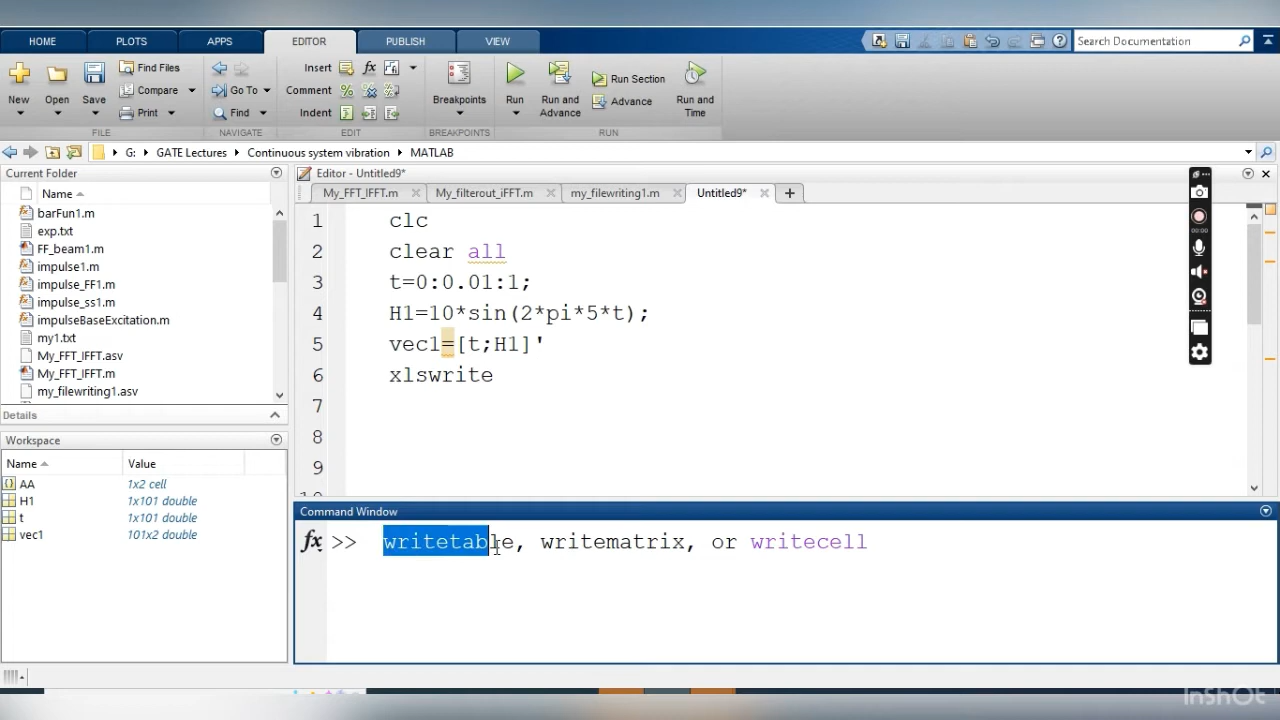 HOME PLOTS APPS EDITOR PUBLISH VIEW Search Documentation
New Open Save Find Files Compare Print Go To Find Insert Comment Indent fx Breakpoints Run Run and Advance Run Section Advance Run and Time
FILE NAVIGATE EDIT BREAKPOINTS RUN
G: GATE Lectures Continuous system vibration MATLAB
Current Folder
Name
barFun1.m
exp.txt
FF_beam1.m
impulse1.m
impulse_FF1.m
impulse_ss1.m
impulseBaseExcitation.m
my1.txt
My_FFT_IFFT.asv
My_FFT_IFFT.m
my_filewriting1.asv
Details
Workspace
Name Value
AA 1x2 cell
H1 1x101 double
t 1x101 double
vec1 101x2 double
Editor - Untitled9*
My_FFT_IFFT.m My_filterout_iFFT.m my_filewriting1.m Untitled9*
1 clc
2 clear all
3 t=0:0.01:1;
4 H1=10*sin(2*pi*5*t);
5 vec1=[t;H1]'
6 xlswrite
7
8
9
Command Window
fx >> writetable, writematrix, or writecell
00:00
InShOt